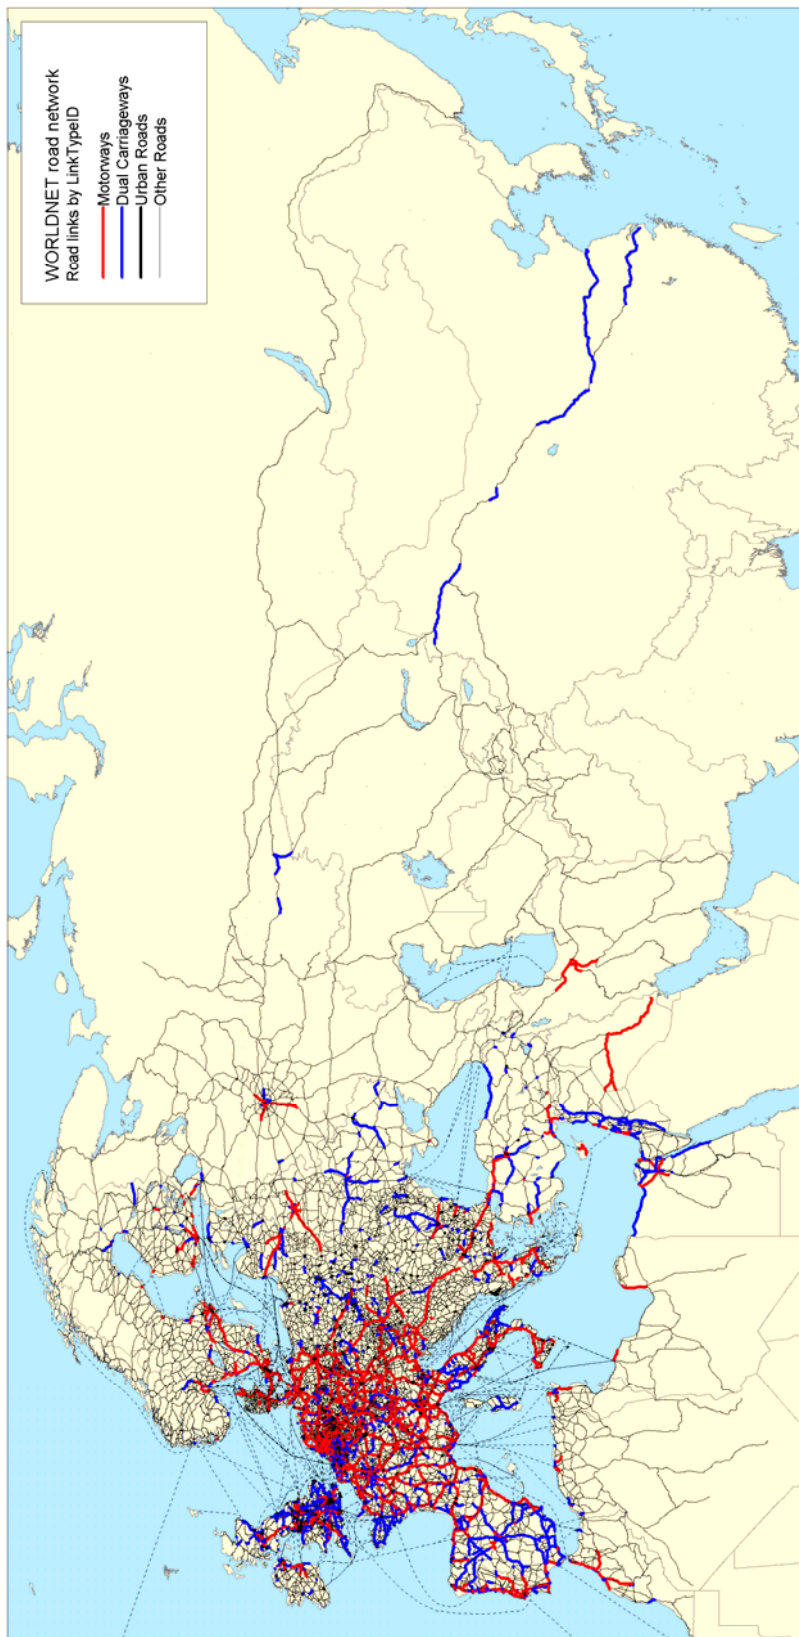 WORLDNET road network
Road links by LinkTypeID
Motorways
Dual Carriageways
Urban Roads
Other Roads